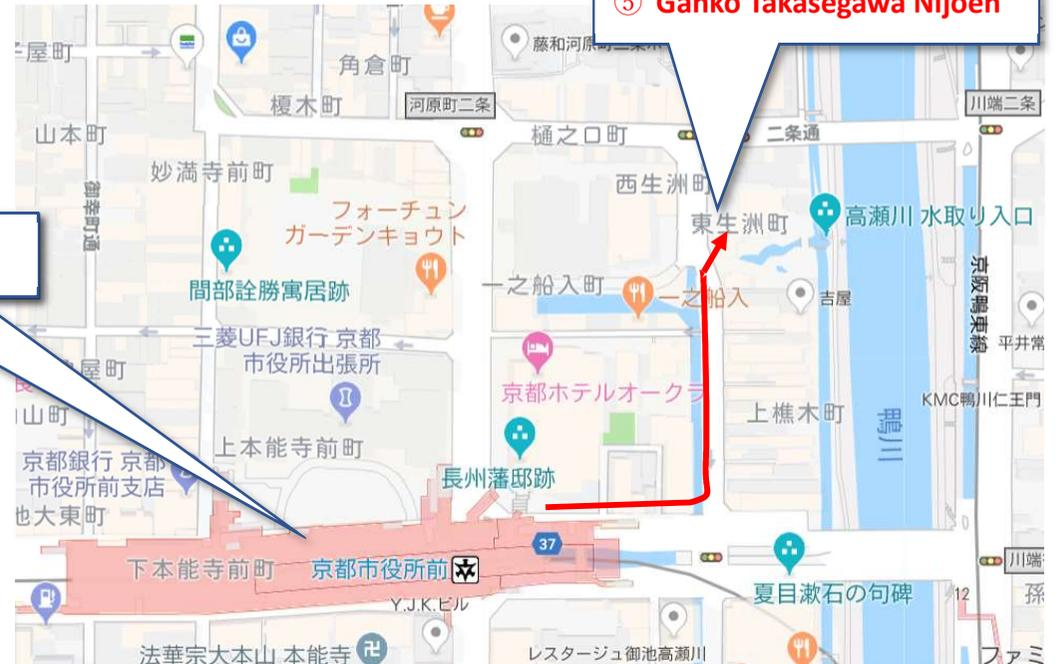 ⑤ Ganko Takasegawa Nijoen
屋町
角倉町
榎木町
河原町二条
山本町
樋之口町
二条通
川端二条
妙満寺前町
西生洲町
御幸町通
フォーチュン
ガーデンキョウト
東生洲町
高瀬川 水取り入口
間部詮勝寓居跡
一之船入町
一之船入
吉屋
京阪鴨東線
平井常
三菱UFJ銀行 京都
市役所出張所
屋町
京都ホテルオークラ
KMC鴨川仁王門
山町
上樵木町
鴨川
上本能寺前町
京都銀行 京都
市役所前支店
長州藩邸跡
池大東町
37
下本能寺前町
京都市役所前
川端
夏目漱石の句碑
12
孫
Y.J.K.ビル
法華宗大本山 本能寺
レスタージュ御池高瀬川
ファミ